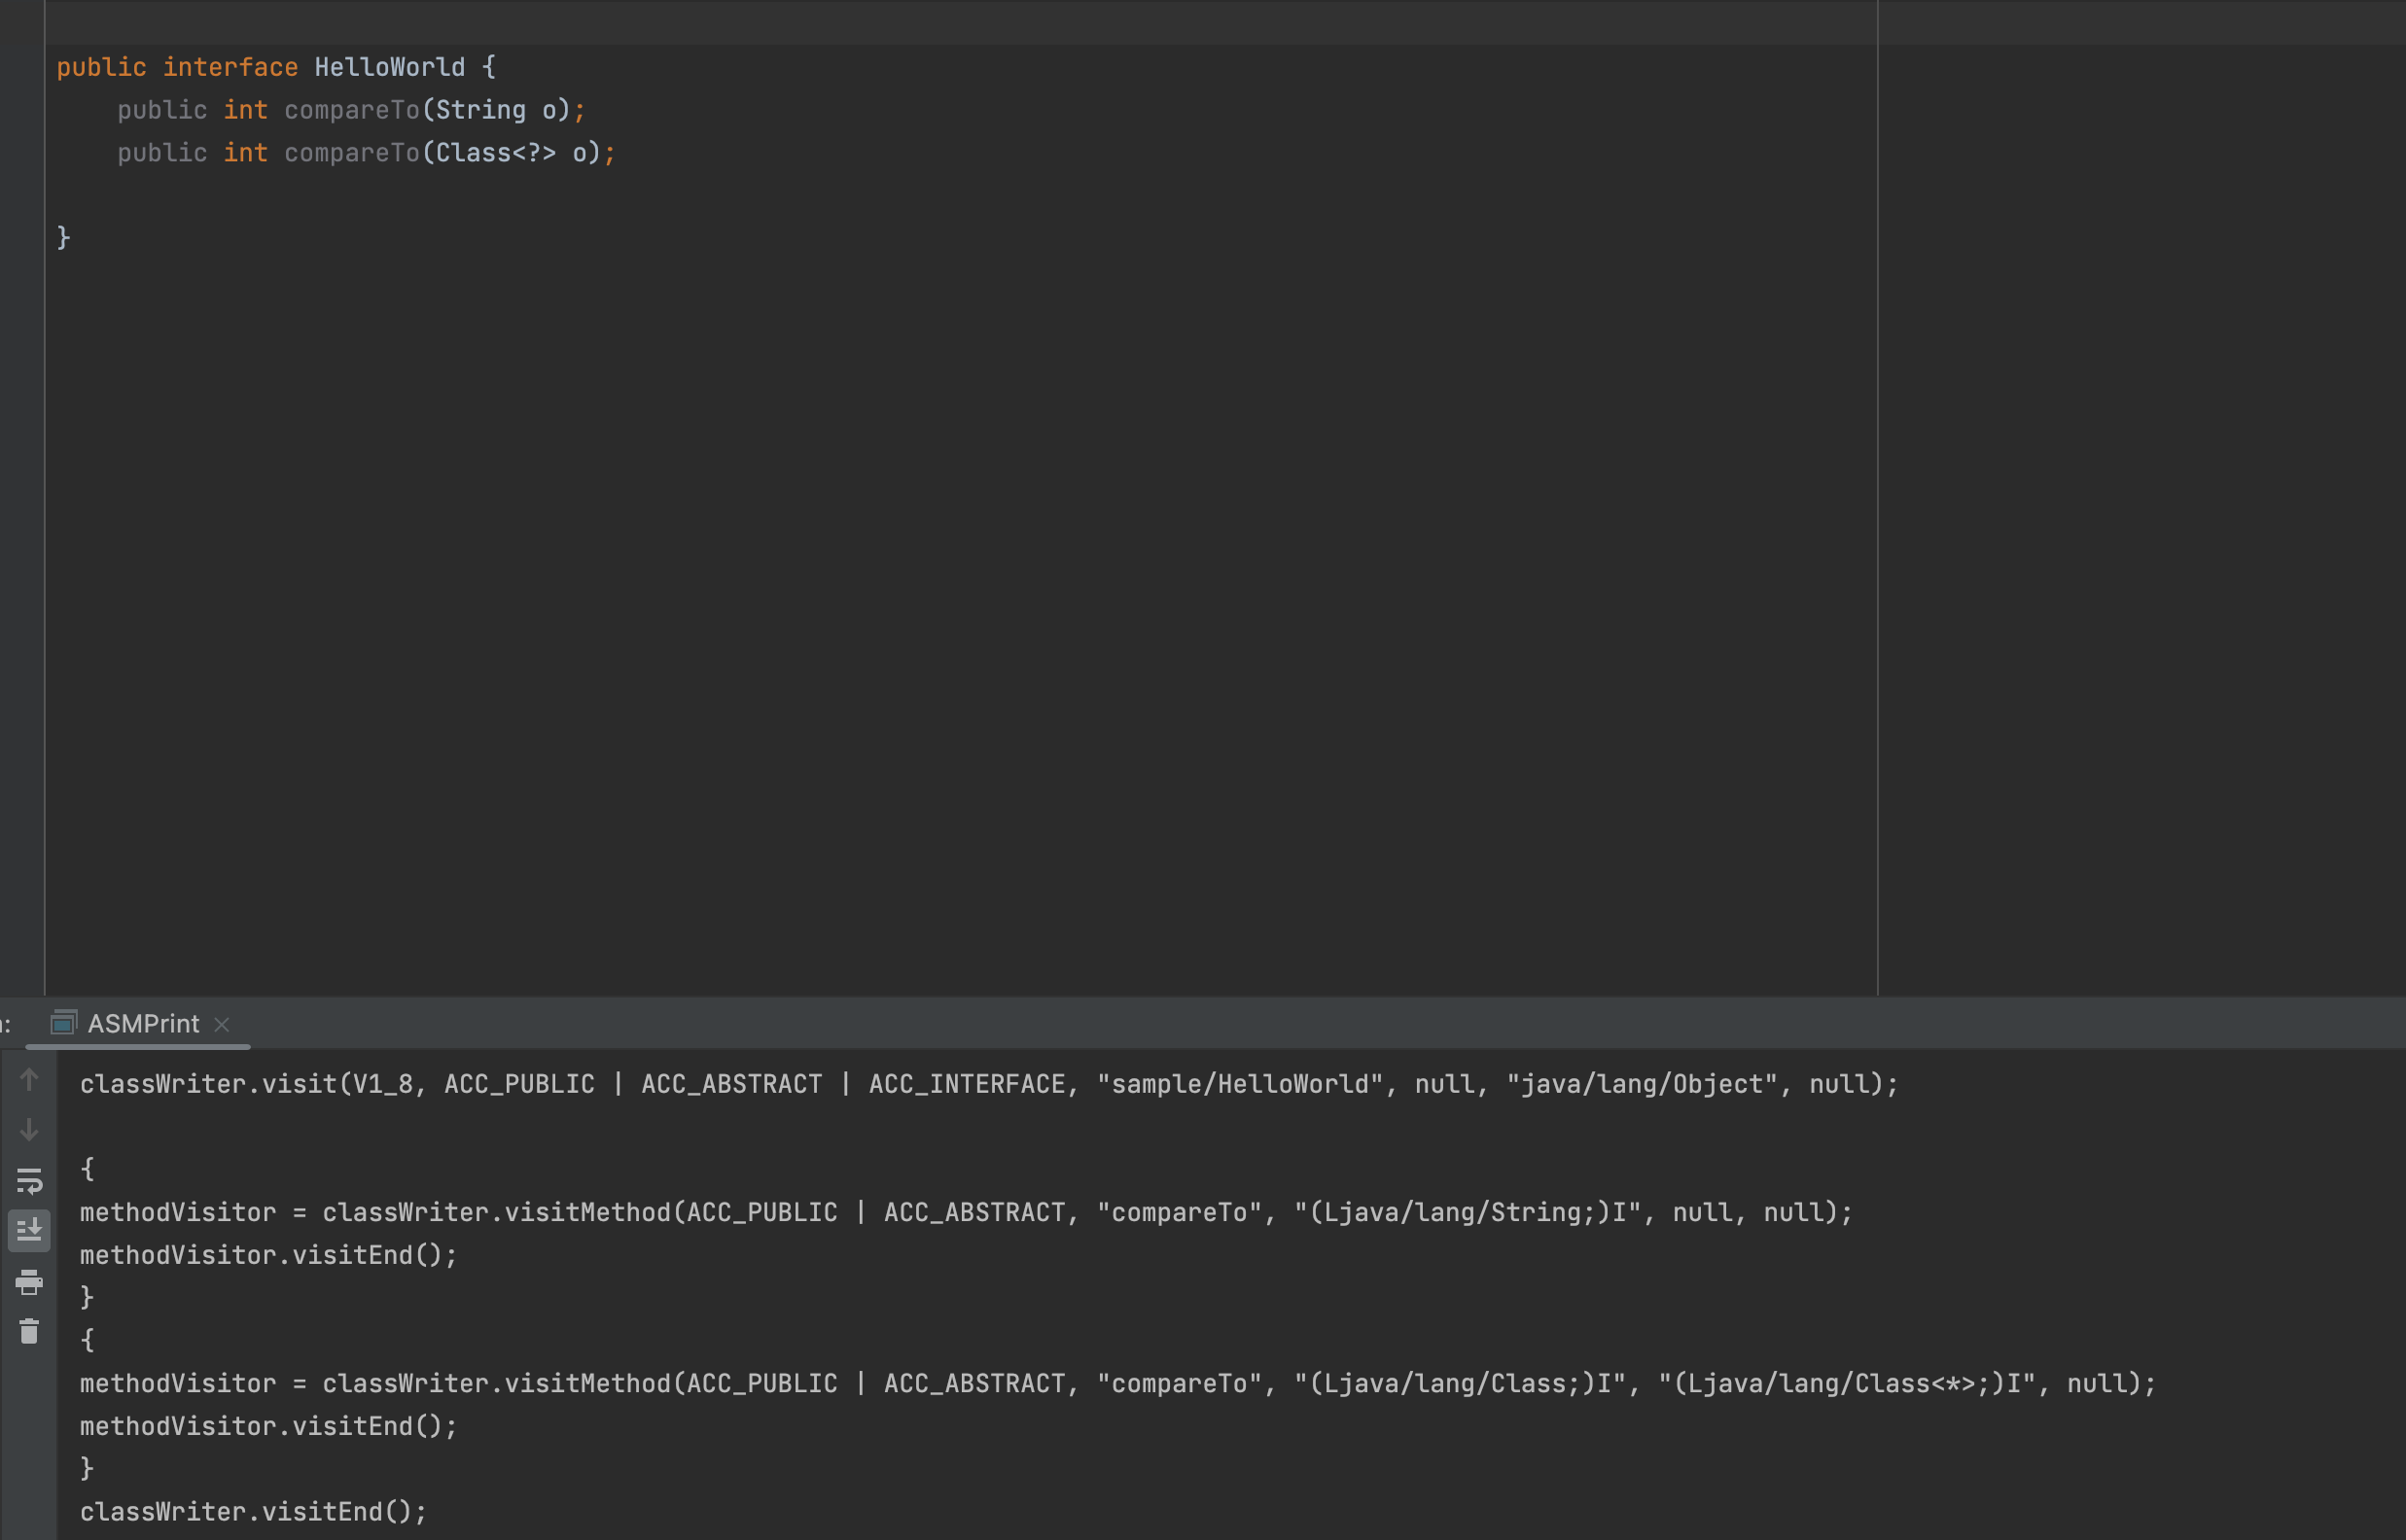 public interface HelloWorld {
    public int compareTo(String o);
    public int compareTo(Class<?> o);
}
:
ASMPrint
classWriter.visit(V1_8, ACC_PUBLIC | ACC_ABSTRACT | ACC_INTERFACE, "sample/HelloWorld", null, "java/lang/Object", null);
{
methodVisitor = classWriter.visitMethod(ACC_PUBLIC | ACC_ABSTRACT, "compareTo", "(Ljava/lang/String;)I", null, null);
methodVisitor.visitEnd();
}
{
methodVisitor = classWriter.visitMethod(ACC_PUBLIC | ACC_ABSTRACT, "compareTo", "(Ljava/lang/Class;)I", "(Ljava/lang/Class<*>;)I", null);
methodVisitor.visitEnd();
}
classWriter.visitEnd();